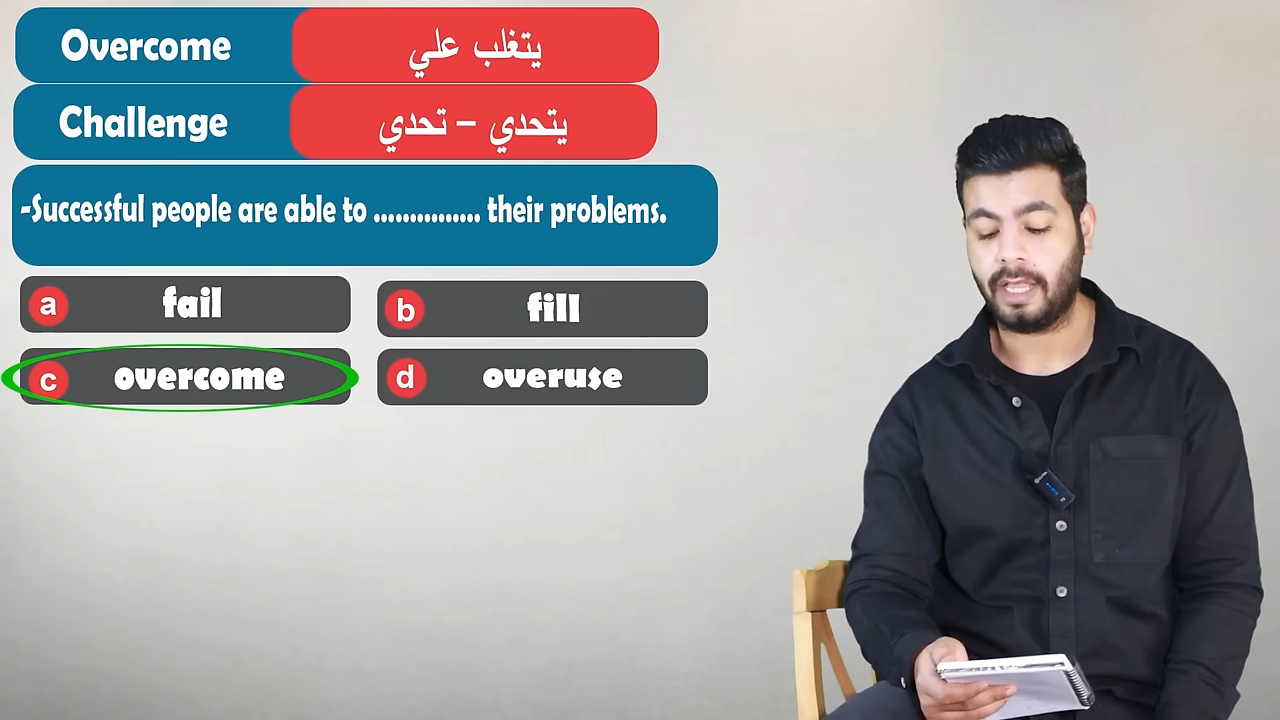 Overcome يتغلب علي
Challenge يتحدي – تحدي
-Successful people are able to ............... their problems.
a fail
b fill
c overcome
d overuse